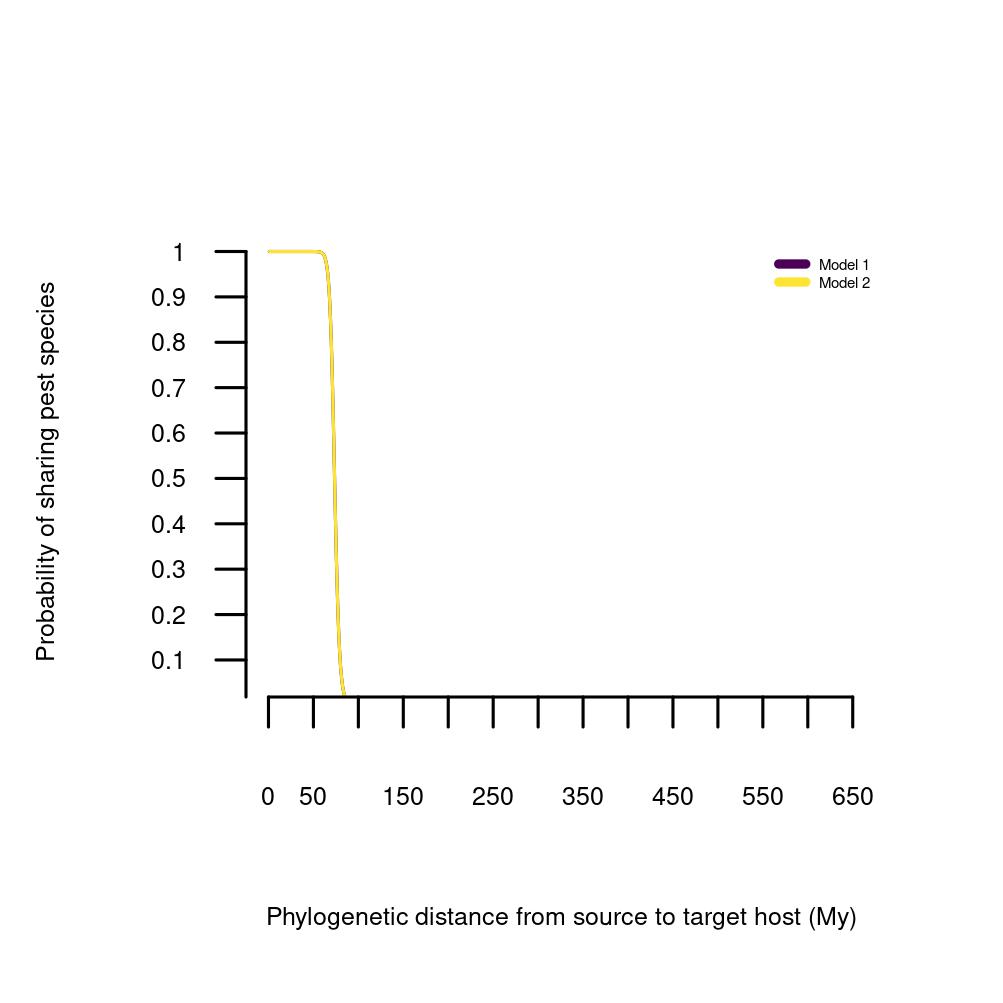 Probability of sharing pest species
1
0.9
0.8
0.7
0.6
0.5
0.4
0.3
0.2
0.1
Model 1
Model 2
0 50 150 250 350 450 550 650
Phylogenetic distance from source to target host (My)